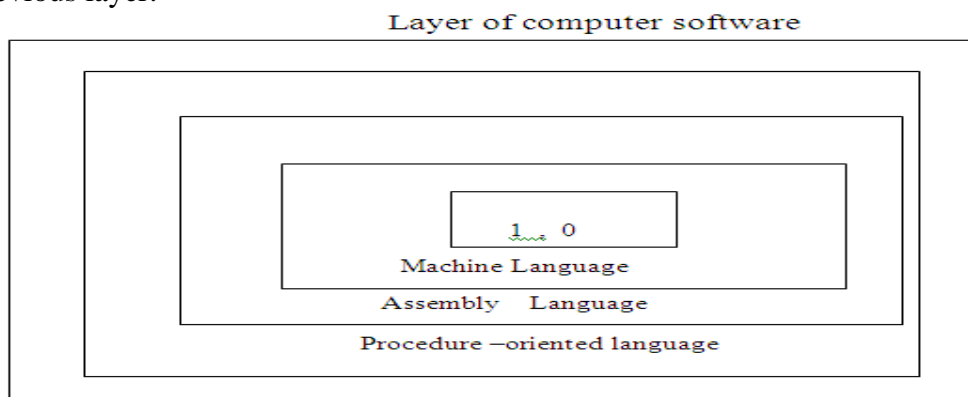 Layer of computer software
1 , 0
Machine Language
Assembly Language
Procedure –oriented language